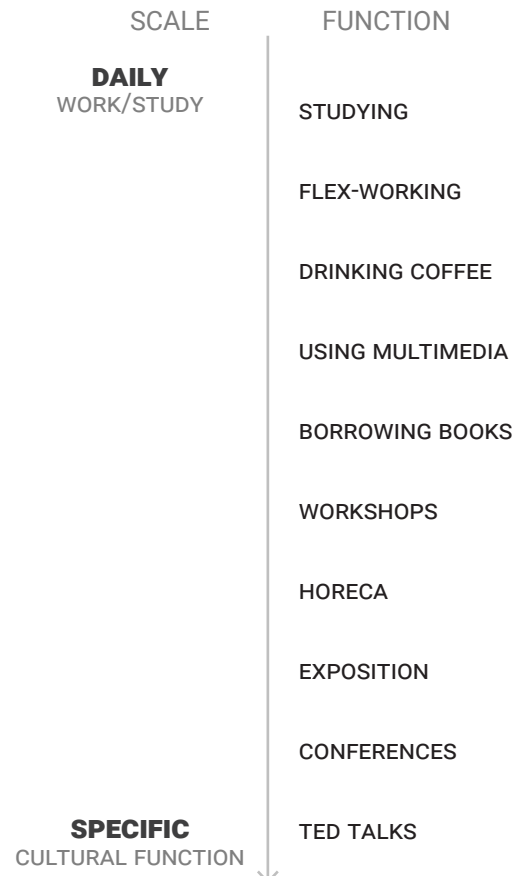 SCALE FUNCTION
DAILY
WORK/STUDY
STUDYING
FLEX-WORKING
DRINKING COFFEE
USING MULTIMEDIA
BORROWING BOOKS
WORKSHOPS
HORECA
EXPOSITION
CONFERENCES
SPECIFIC
TED TALKS
CULTURAL FUNCTION